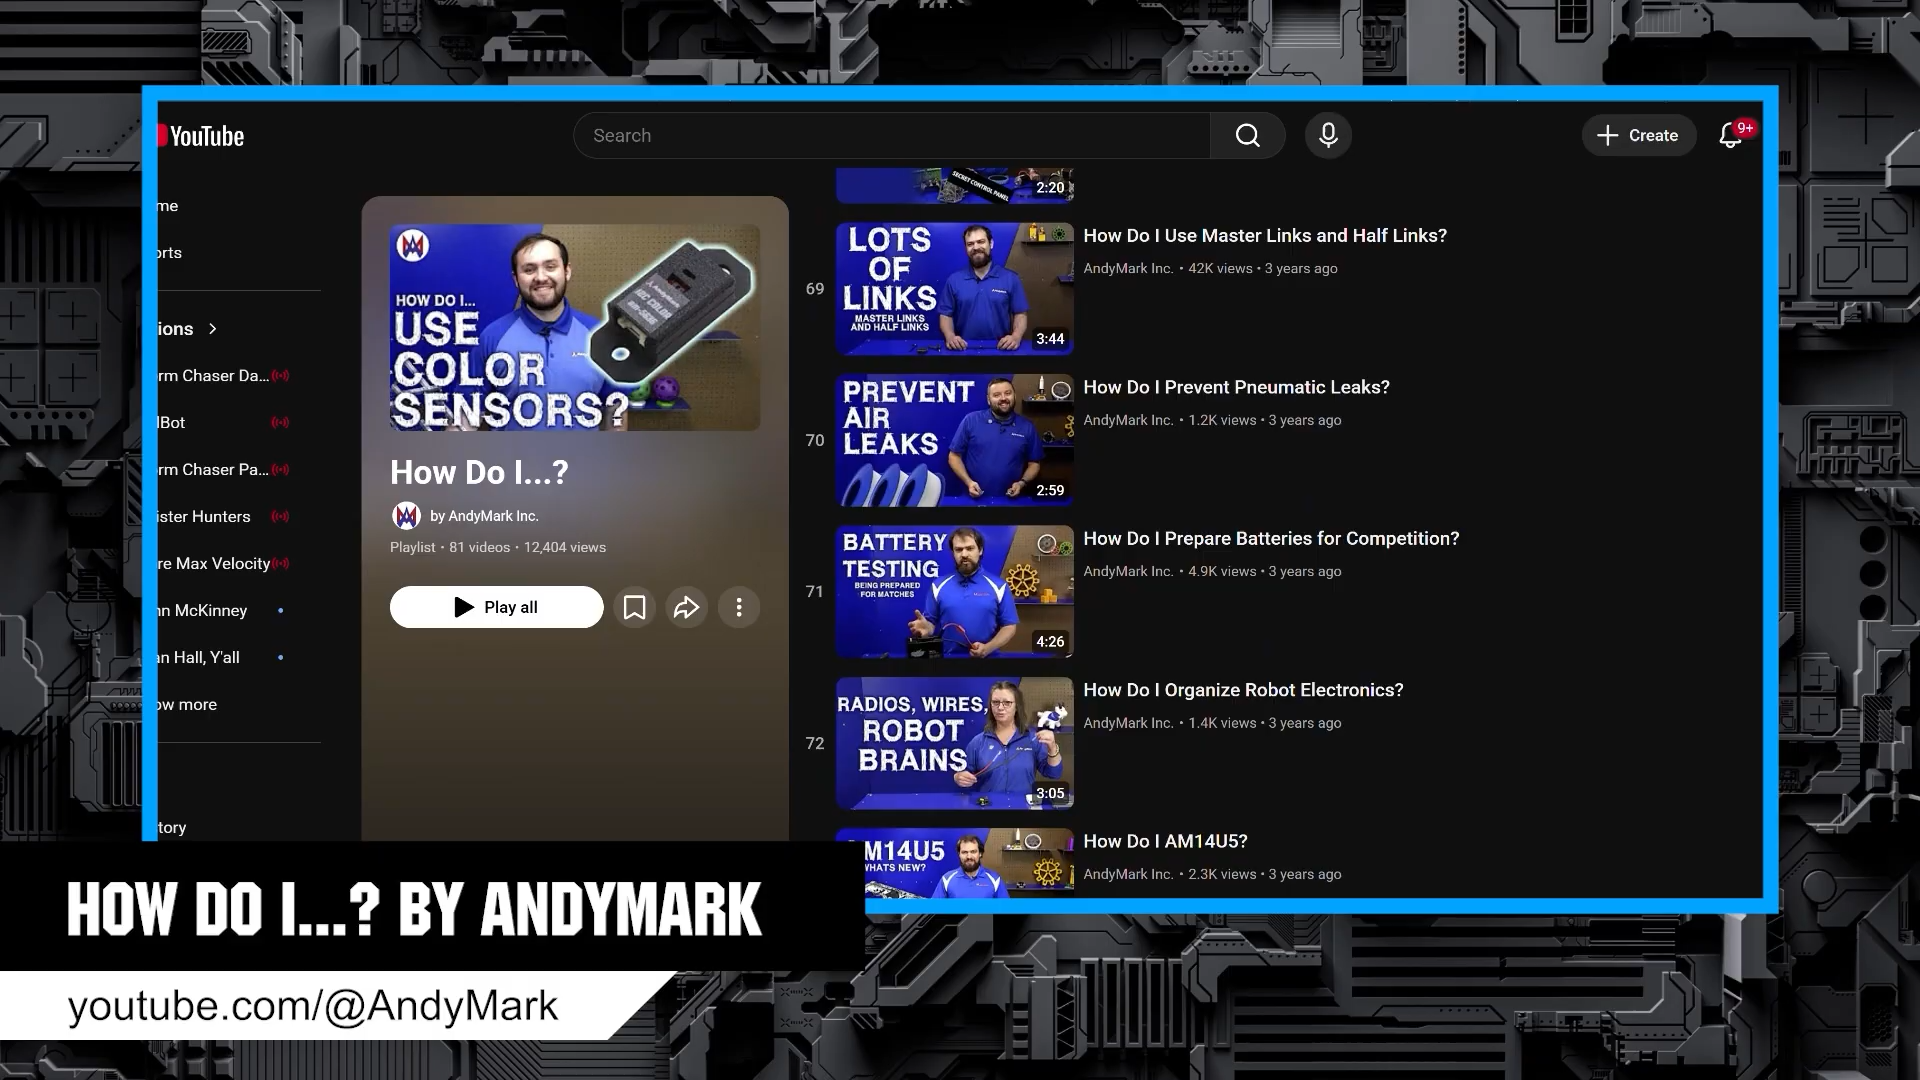 YouTube
Search
Create
9+
me
orts
ions
rm Chaser Da...
lBot
rm Chaser Pa...
ister Hunters
re Max Velocity
nn McKinney
an Hall, Y'all
ow more
tory
HOW DO I...
USE
COLOR
SENSORS?
How Do I...?
by AndyMark Inc.
Playlist • 81 videos • 12,404 views
Play all
SECRET CONTROL PANEL
2:20
69
LOTS
OF
LINKS
MASTER LINKS
AND HALF LINKS
3:44
How Do I Use Master Links and Half Links?
AndyMark Inc. • 42K views • 3 years ago
70
PREVENT
AIR
LEAKS
2:59
How Do I Prevent Pneumatic Leaks?
AndyMark Inc. • 1.2K views • 3 years ago
71
BATTERY
TESTING
BEING PREPARED
FOR MATCHES
4:26
How Do I Prepare Batteries for Competition?
AndyMark Inc. • 4.9K views • 3 years ago
72
RADIOS, WIRES,
ROBOT
BRAINS
3:05
How Do I Organize Robot Electronics?
AndyMark Inc. • 1.4K views • 3 years ago
M14U5
WHATS NEW?
How Do I AM14U5?
AndyMark Inc. • 2.3K views • 3 years ago
HOW DO I...? BY ANDYMARK
youtube.com/@AndyMark